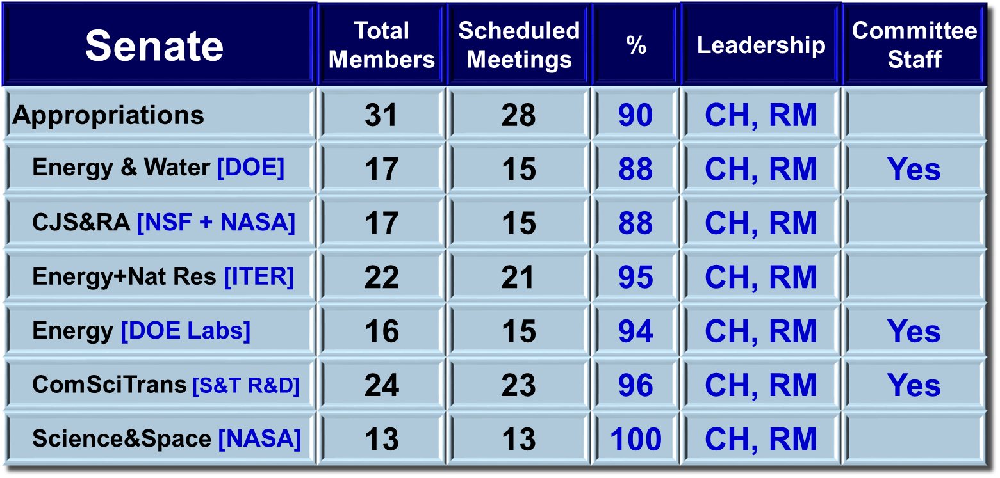 Senate Total Members Scheduled Meetings % Leadership Committee Staff
Appropriations 31 28 90 CH, RM
Energy & Water [DOE] 17 15 88 CH, RM Yes
CJS&RA [NSF + NASA] 17 15 88 CH, RM
Energy+Nat Res [ITER] 22 21 95 CH, RM
Energy [DOE Labs] 16 15 94 CH, RM Yes
ComSciTrans [S&T R&D] 24 23 96 CH, RM Yes
Science&Space [NASA] 13 13 100 CH, RM